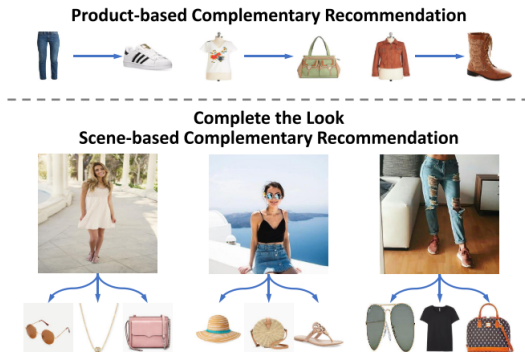 Product-based Complementary Recommendation
Complete the Look
Scene-based Complementary Recommendation